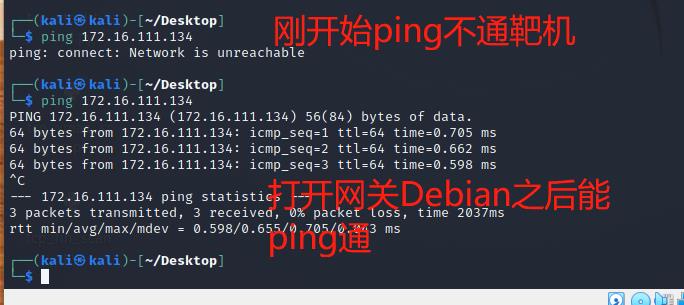 ┌──(kali㉿kali)-[~/Desktop]
└─$ ping 172.16.111.134
ping: connect: Network is unreachable
刚开始ping不通靶机
┌──(kali㉿kali)-[~/Desktop]
└─$ ping 172.16.111.134
PING 172.16.111.134 (172.16.111.134) 56(84) bytes of data.
64 bytes from 172.16.111.134: icmp_seq=1 ttl=64 time=0.705 ms
64 bytes from 172.16.111.134: icmp_seq=2 ttl=64 time=0.662 ms
64 bytes from 172.16.111.134: icmp_seq=3 ttl=64 time=0.598 ms
^C
--- 172.16.111.134 ping statistics ---
3 packets transmitted, 3 received, 0% packet loss, time 2037ms
rtt min/avg/max/mdev = 0.598/0.655/0.705/ ms
打开网关Debian之后能
ping通
┌──(kali㉿kali)-[~/Desktop]
└─$